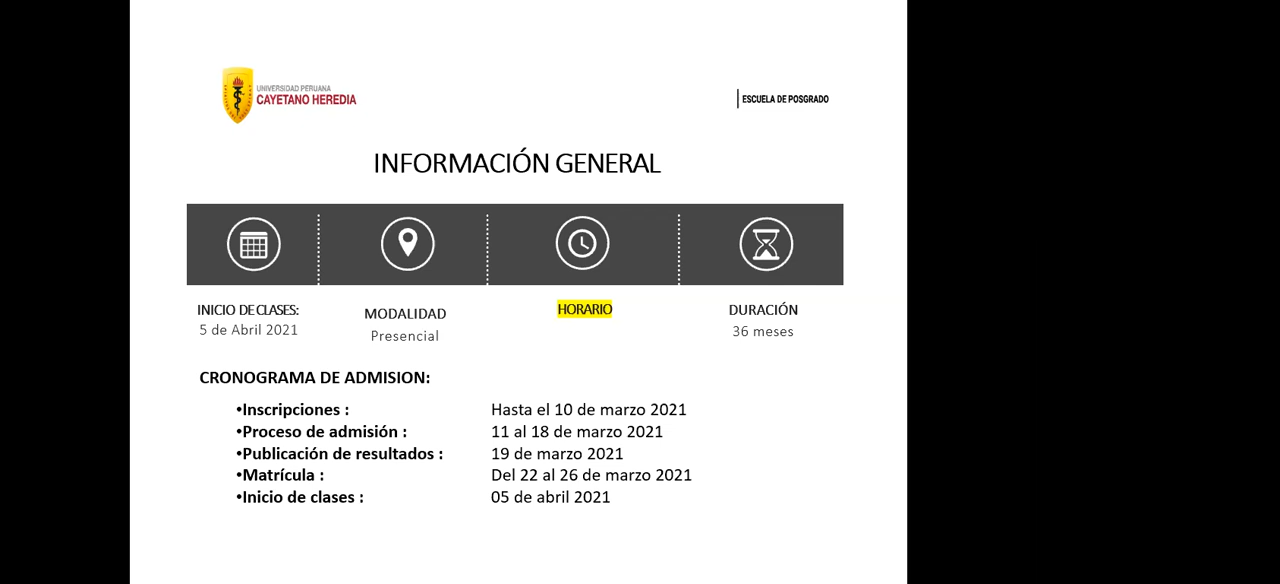 UNIVERSIDAD PERUANA
CAYETANO HEREDIA
ESCUELA DE POSGRADO
INFORMACIÓN GENERAL
INICIO DE CLASES:
5 de Abril 2021
MODALIDAD
Presencial
HORARIO
DURACIÓN
36 meses
CRONOGRAMA DE ADMISION:
•Inscripciones : Hasta el 10 de marzo 2021
•Proceso de admisión : 11 al 18 de marzo 2021
•Publicación de resultados : 19 de marzo 2021
•Matrícula : Del 22 al 26 de marzo 2021
•Inicio de clases : 05 de abril 2021